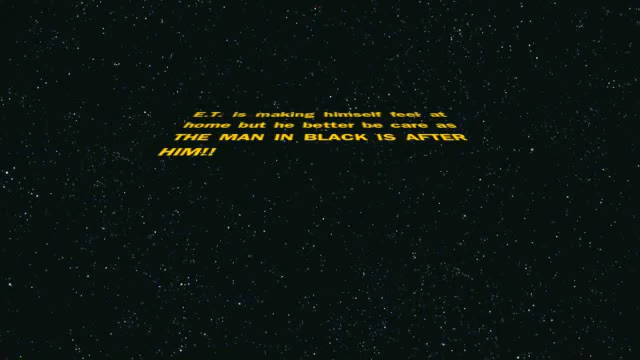 E.T. is making himself feel at
home but he better be care as
THE MAN IN BLACK IS AFTER
HIM!!